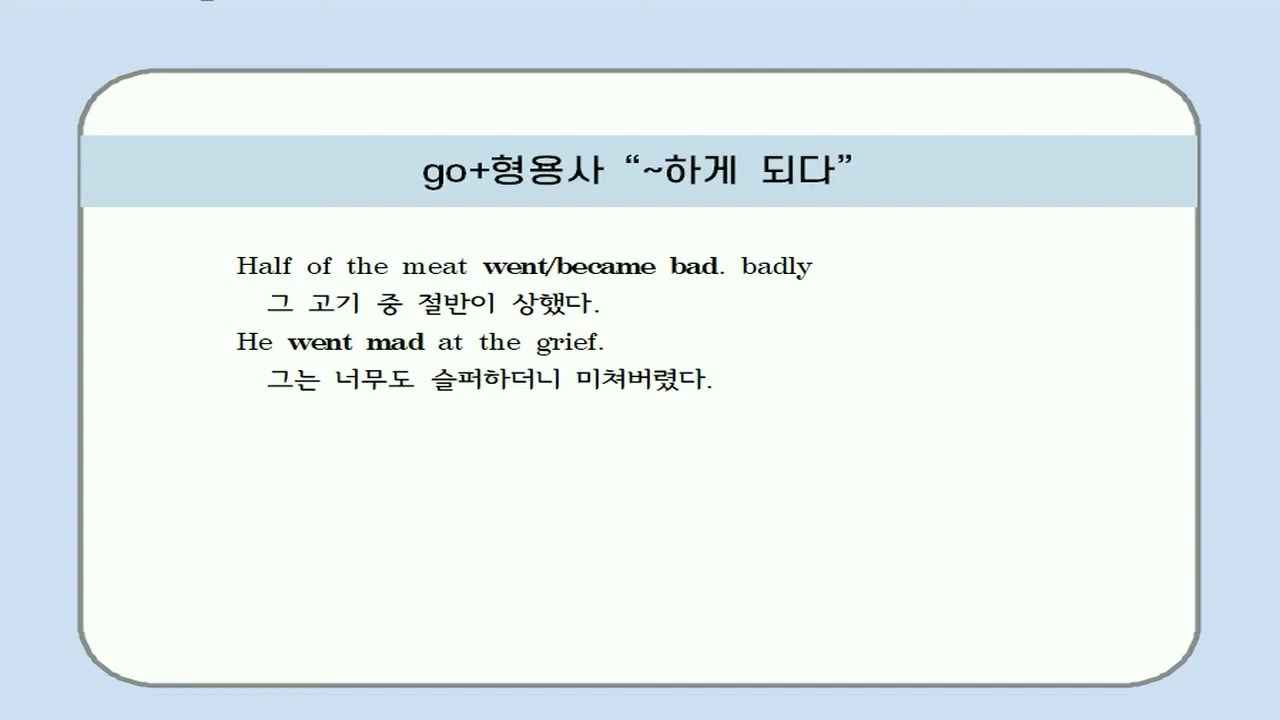 go+형용사 “~하게 되다”
Half of the meat went/became bad. badly
그 고기 중 절반이 상했다.
He went mad at the grief.
그는 너무도 슬퍼하더니 미쳐버렸다.